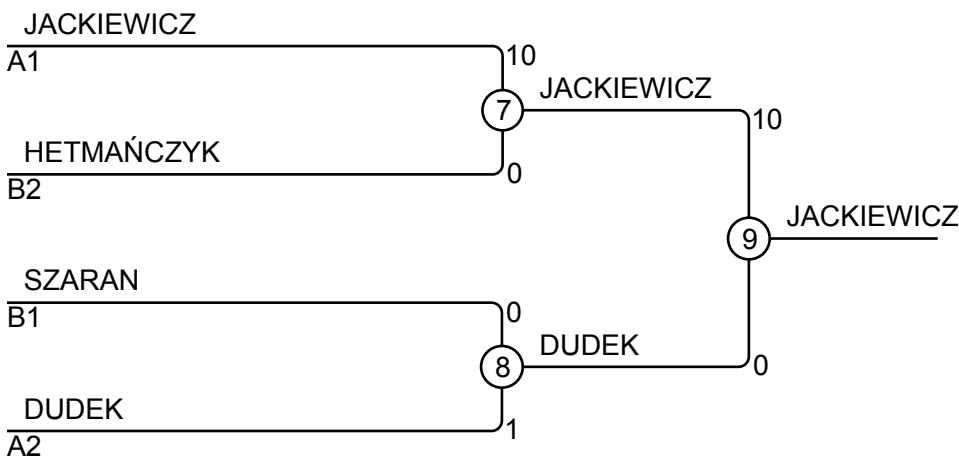 JACKIEWICZ
A1
10
7
JACKIEWICZ
10
HETMAŃCZYK
B2
0
9
JACKIEWICZ
SZARAN
B1
0
8
DUDEK
0
DUDEK
A2
1